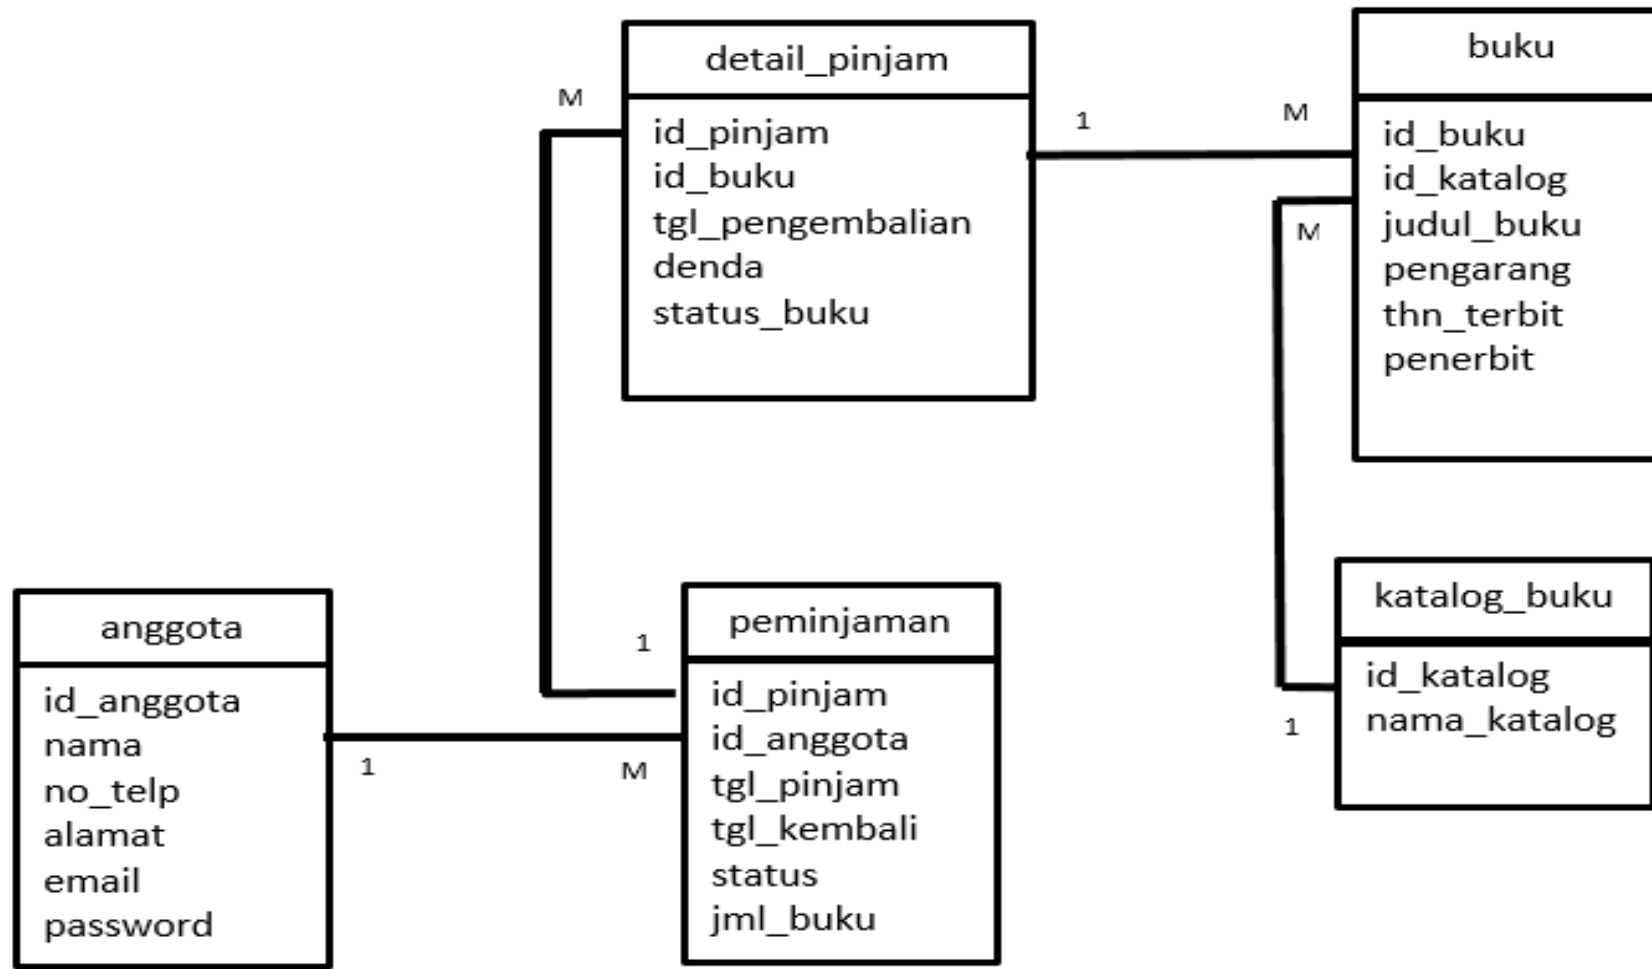 detail_pinjam
id_pinjam
id_buku
tgl_pengembalian
denda
status_buku
M
1
M
buku
id_buku
id_katalog
judul_buku
pengarang
thn_terbit
penerbit
M
1
katalog_buku
id_katalog
nama_katalog
anggota
id_anggota
nama
no_telp
alamat
email
password
1
M
1
peminjaman
id_pinjam
id_anggota
tgl_pinjam
tgl_kembali
status
jml_buku